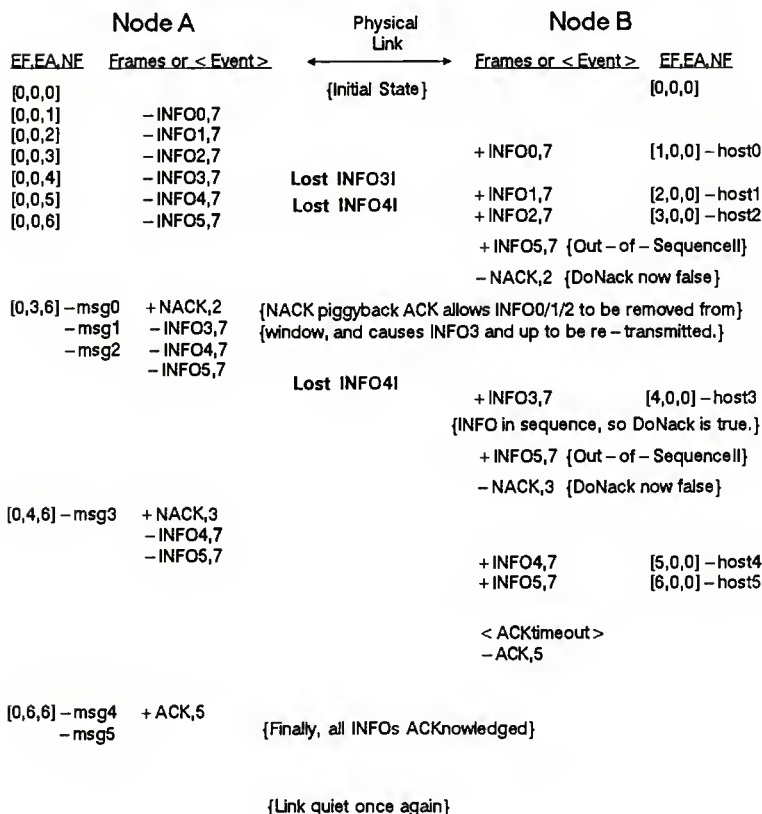 Node A Physical Link Node B
EF,EA,NF Frames or < Event > Frames or < Event > EF,EA,NF
[0,0,0] {Initial State} [0,0,0]
[0,0,1] – INFO0,7
[0,0,2] – INFO1,7
[0,0,3] – INFO2,7 + INFO0,7 [1,0,0] – host0
[0,0,4] – INFO3,7 Lost INFO3!
[0,0,5] – INFO4,7 Lost INFO4! + INFO1,7 [2,0,0] – host1
[0,0,6] – INFO5,7 + INFO2,7 [3,0,0] – host2
+ INFO5,7 {Out – of – Sequence!!}
– NACK,2 {DoNack now false}
[0,3,6] – msg0 + NACK,2 {NACK piggyback ACK allows INFO0/1/2 to be removed from}
– msg1 – INFO3,7 {window, and causes INFO3 and up to be re – transmitted.}
– msg2 – INFO4,7
– INFO5,7
Lost INFO4!
+ INFO3,7 [4,0,0] – host3
{INFO in sequence, so DoNack is true.}
+ INFO5,7 {Out – of – Sequence!!}
– NACK,3 {DoNack now false}
[0,4,6] – msg3 + NACK,3
– INFO4,7
– INFO5,7
+ INFO4,7 [5,0,0] – host4
+ INFO5,7 [6,0,0] – host5
< ACKtimeout >
– ACK,5
[0,6,6] – msg4 + ACK,5
– msg5 {Finally, all INFOs ACKnowledged}
{Link quiet once again}